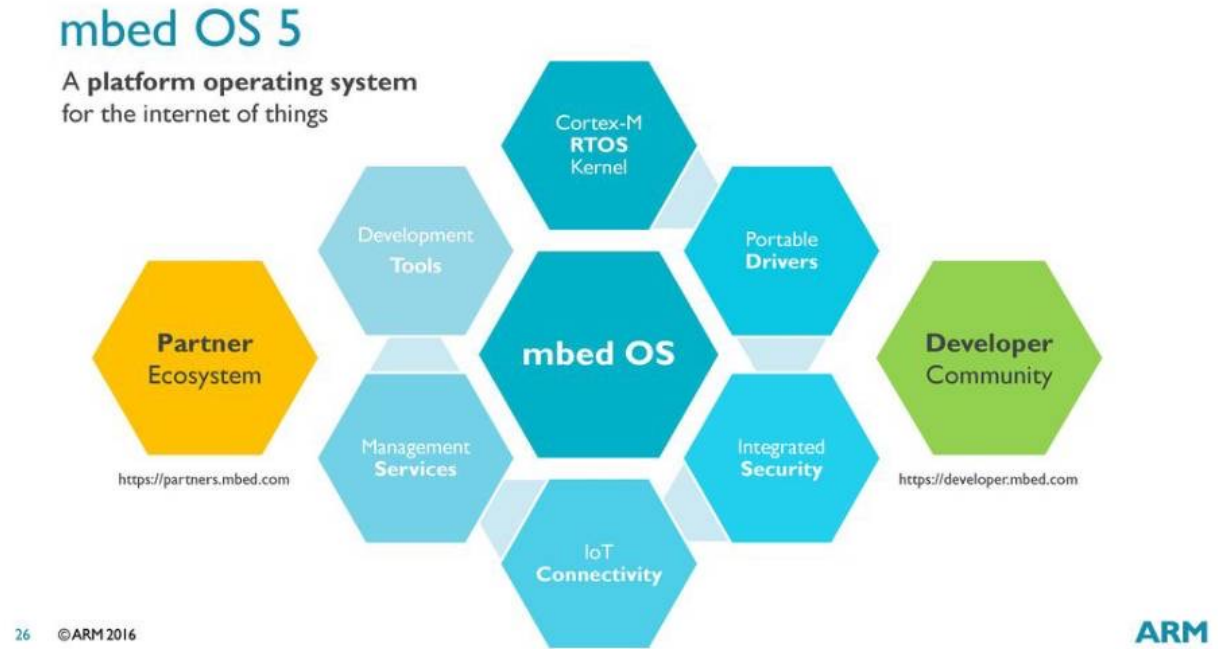 mbed OS 5
A platform operating system
for the internet of things
Cortex-M
RTOS
Kernel
Development
Tools
Portable
Drivers
Partner
Ecosystem
mbed OS
Developer
Community
Management
Services
Integrated
Security
https://partners.mbed.com
https://developer.mbed.com
IoT
Connectivity
26 ©ARM 2016
ARM